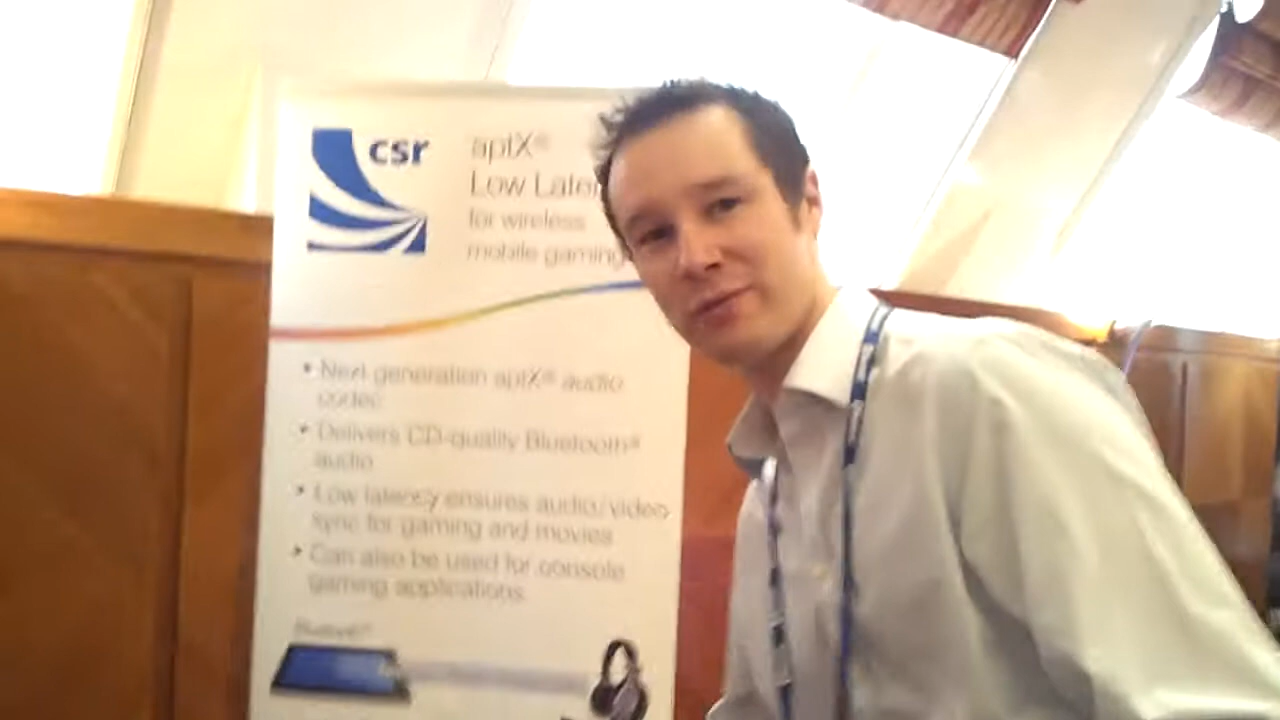 csr
aptX®
Low Laten
for wireless
mobile gaming
• Next generation aptX® audio
codec
• Delivers CD-quality Bluetooth®
audio
• Low latency ensures audio/video
sync for gaming and movies
• Can also be used for console
gaming applications
Bluetooth®